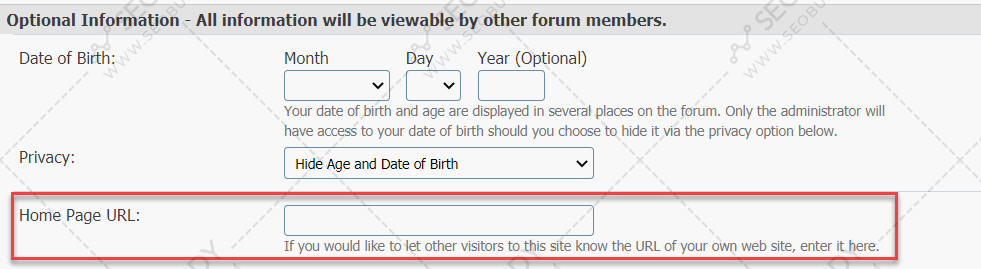 Optional Information - All information will be viewable by other forum members.
Date of Birth:
Month Day Year (Optional)
Your date of birth and age are displayed in several places on the forum. Only the administrator will
have access to your date of birth should you choose to hide it via the privacy option below.
Privacy:
Hide Age and Date of Birth
Home Page URL:
If you would like to let other visitors to this site know the URL of your own web site, enter it here.